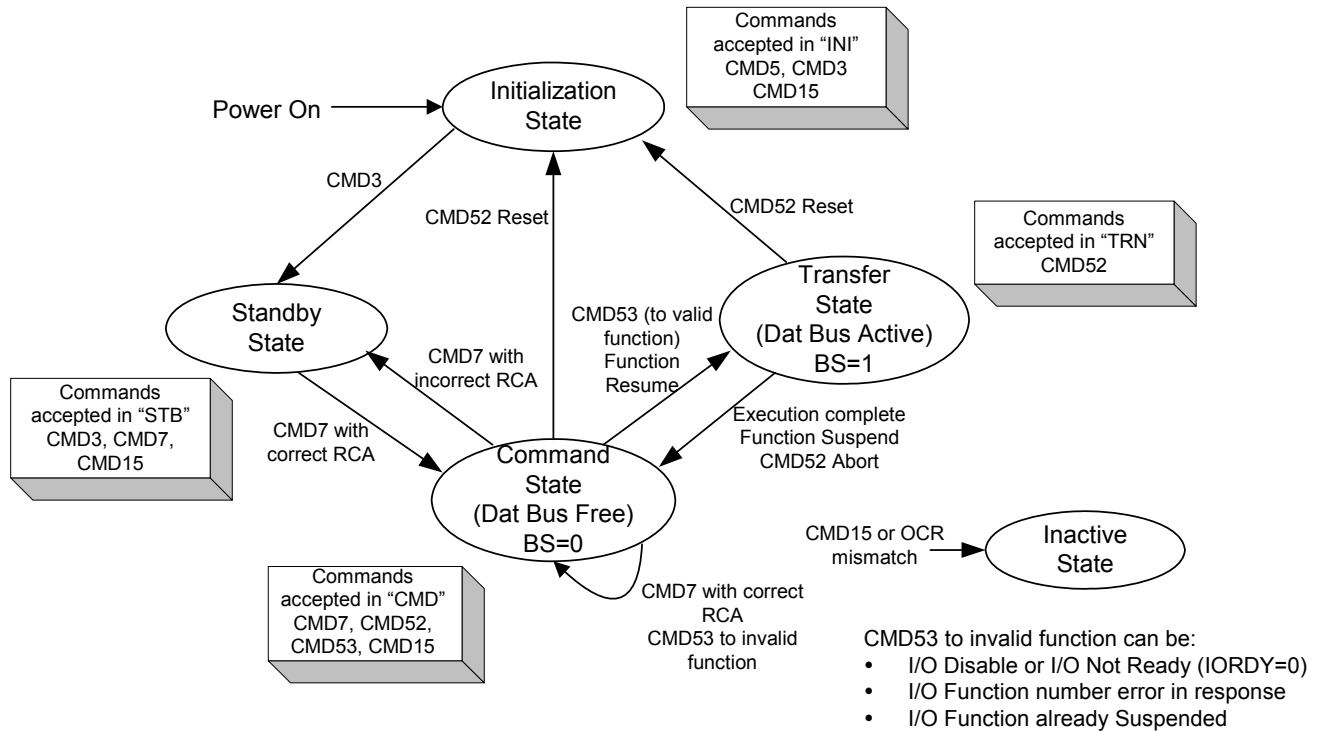 Commands
accepted in “INI”
CMD5, CMD3
CMD15
Power On
Initialization
State
CMD3
CMD52 Reset
CMD52 Reset
Commands
accepted in “TRN”
CMD52
Standby
State
Transfer
State
(Dat Bus Active)
BS=1
CMD53 (to valid
function)
Function
Resume
CMD7 with
incorrect RCA
Commands
accepted in “STB”
CMD3, CMD7,
CMD15
CMD7 with
correct RCA
Execution complete
Function Suspend
CMD52 Abort
Command
State
(Dat Bus Free)
BS=0
CMD15 or OCR
mismatch
Inactive
State
Commands
accepted in “CMD”
CMD7, CMD52,
CMD53, CMD15
CMD7 with correct
RCA
CMD53 to invalid
function
CMD53 to invalid function can be:
• I/O Disable or I/O Not Ready (IORDY=0)
• I/O Function number error in response
• I/O Function already Suspended